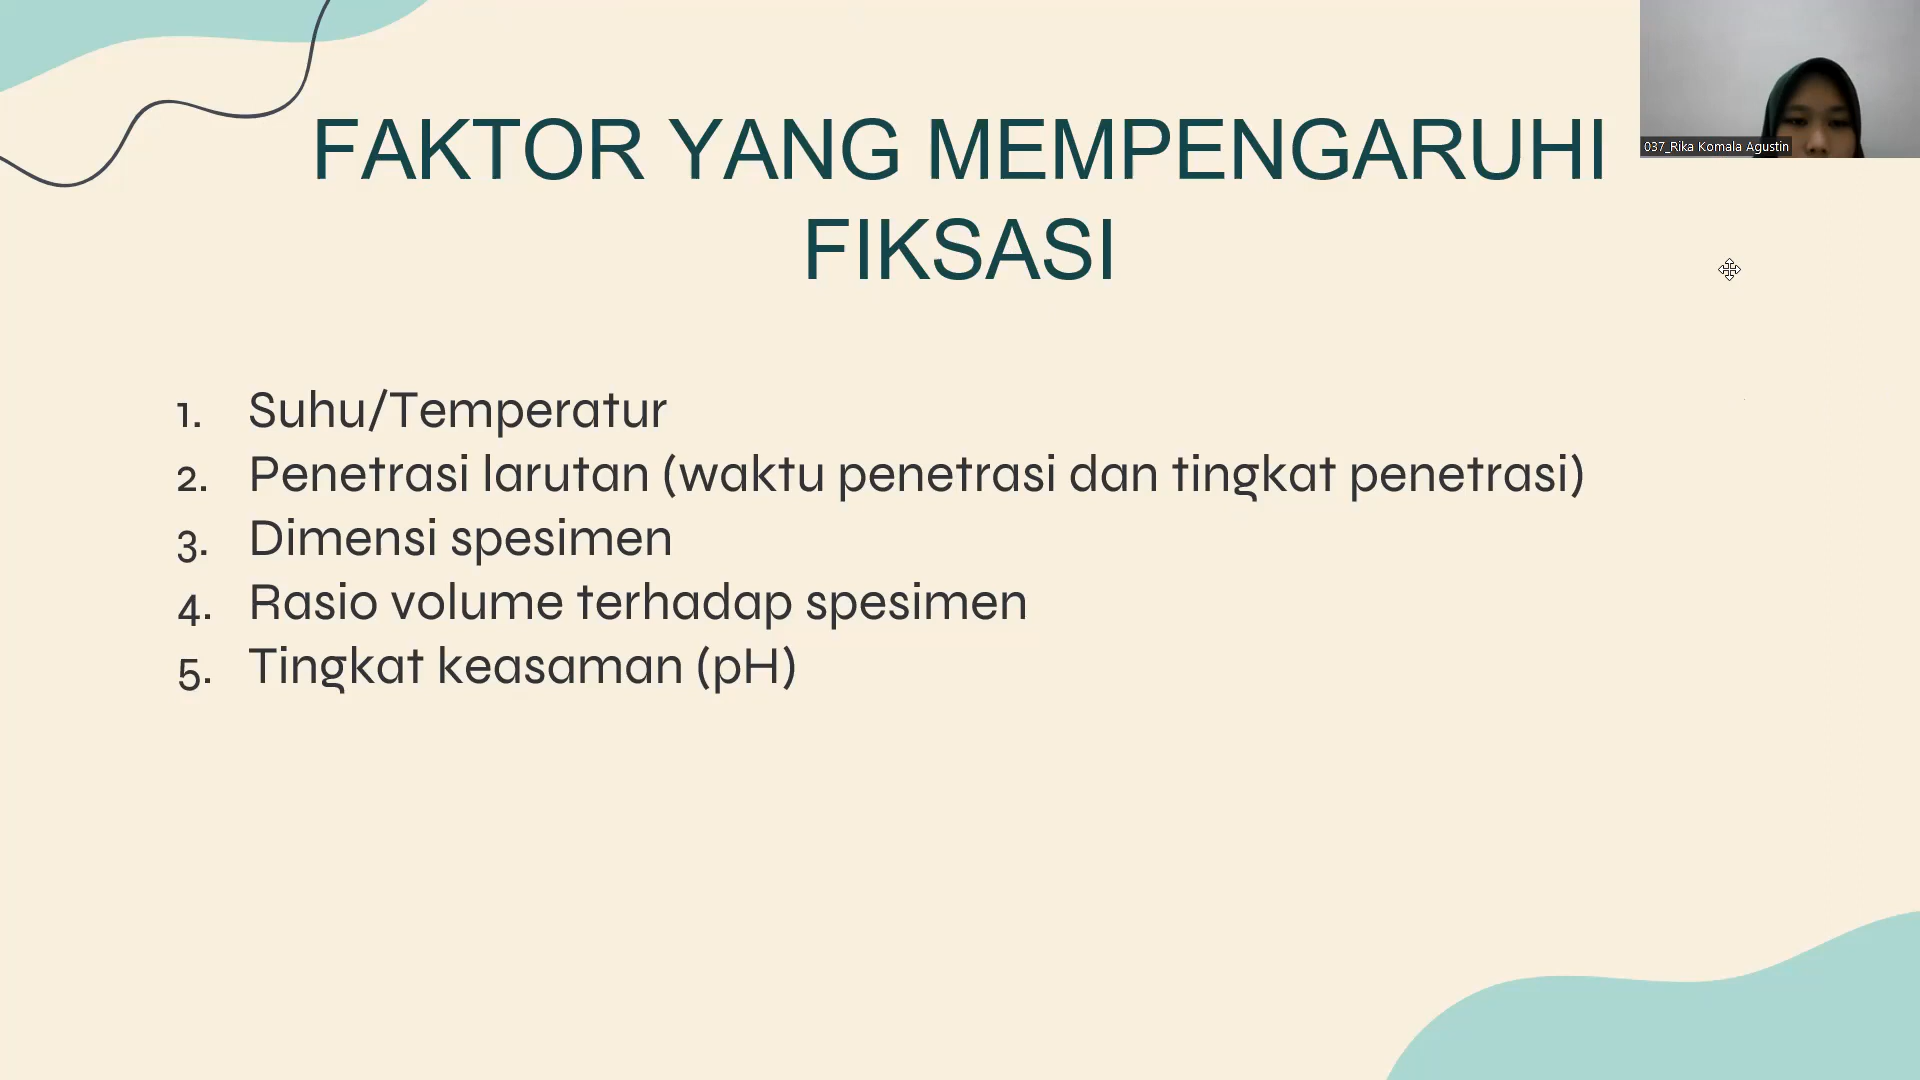 037_Rika Komala Agustin
FAKTOR YANG MEMPENGARUHI
FIKSASI
1. Suhu/Temperatur
2. Penetrasi larutan (waktu penetrasi dan tingkat penetrasi)
3. Dimensi spesimen
4. Rasio volume terhadap spesimen
5. Tingkat keasaman (pH)